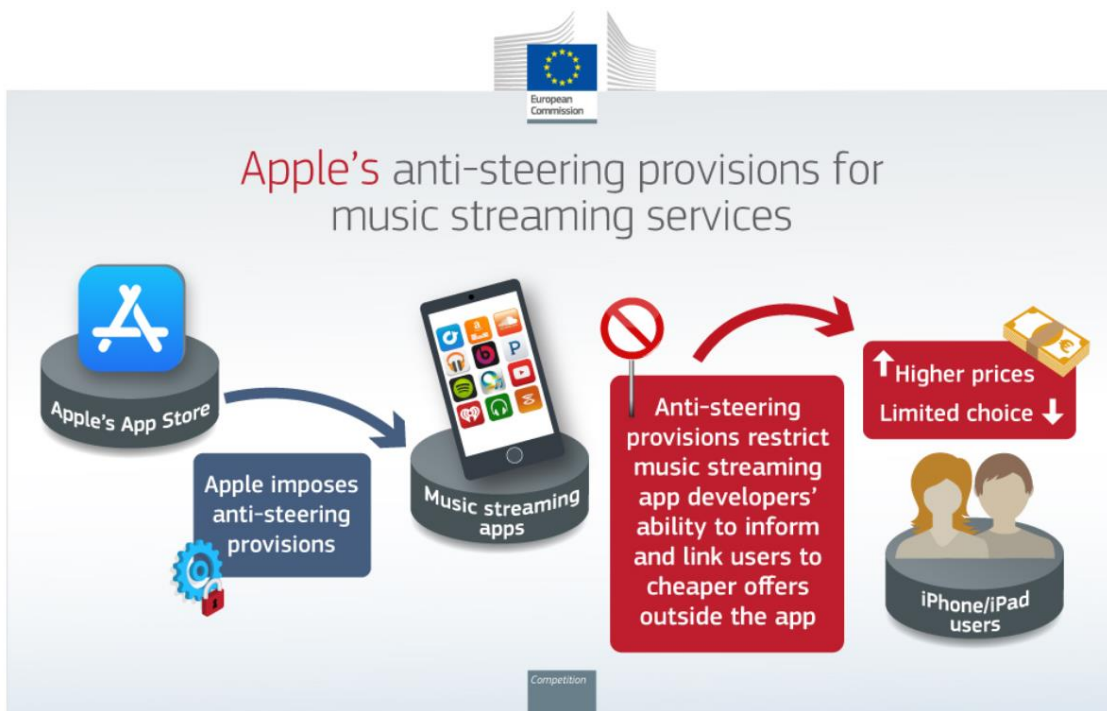 European
Commission
Apple's anti-steering provisions for
music streaming services
Apple's App Store
Apple imposes
anti-steering
provisions
Music streaming
apps
Anti-steering
provisions restrict
music streaming
app developers'
ability to inform
and link users to
cheaper offers
outside the app
Higher prices
Limited choice
iPhone/iPad
users
Competition